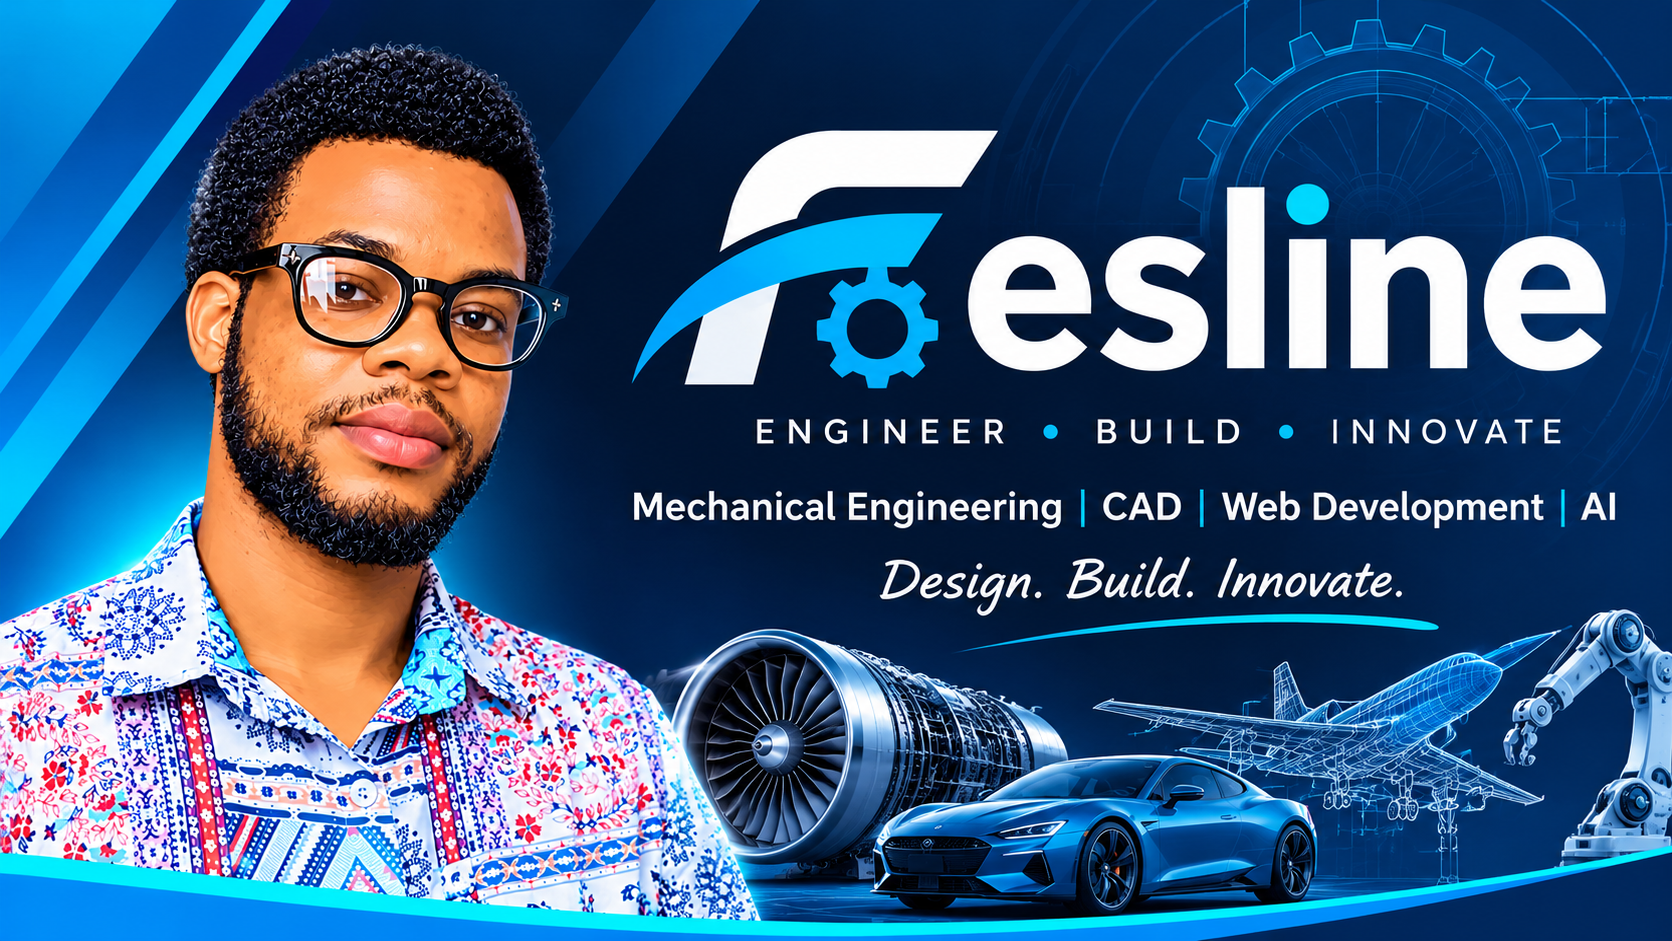 Fesline
ENGINEER • BUILD • INNOVATE
Mechanical Engineering | CAD | Web Development | AI
Design. Build. Innovate.